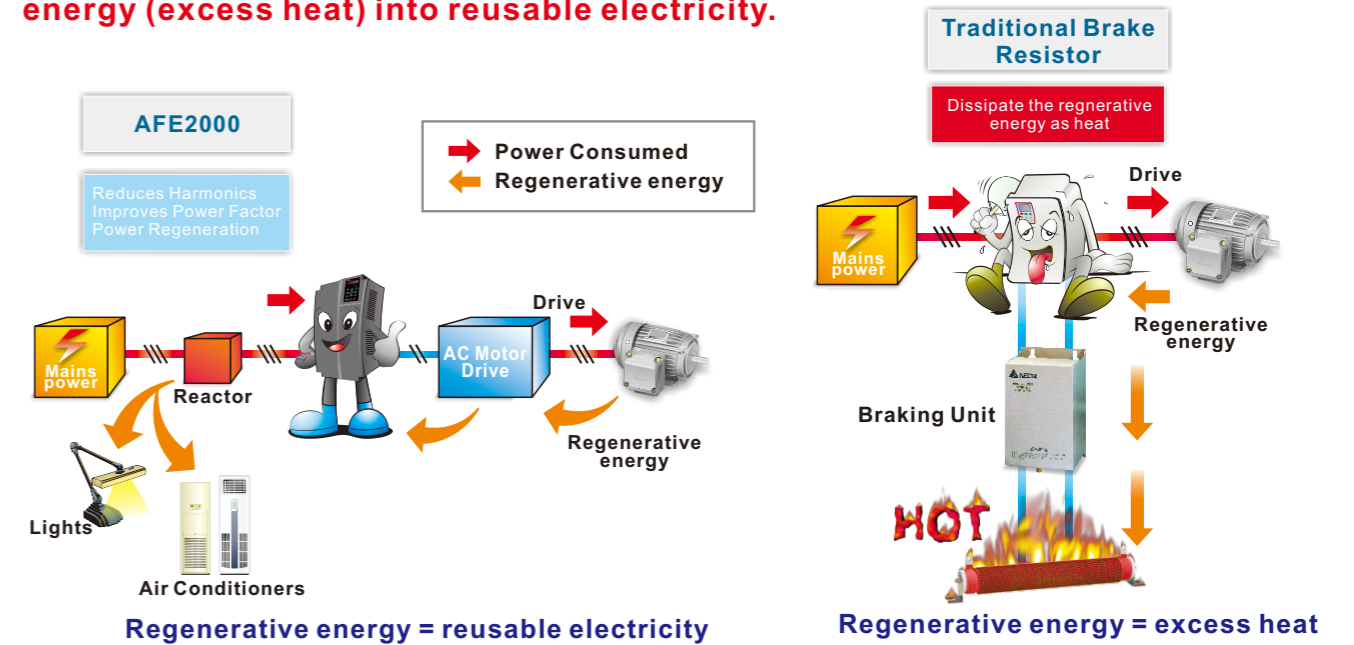 energy (excess heat) into reusable electricity.
Traditional Brake
Resistor
Dissipate the regnerative
energy as heat
AFE2000
Reduces Harmonics
Improves Power Factor
Power Regeneration
Power Consumed
Regenerative energy
Mains
power
Reactor
AC Motor
Drive
Drive
Regenerative
energy
Lights
Air Conditioners
Regenerative energy = reusable electricity
Mains
power
Drive
Regenerative
energy
Braking Unit
HOT
Regenerative energy = excess heat